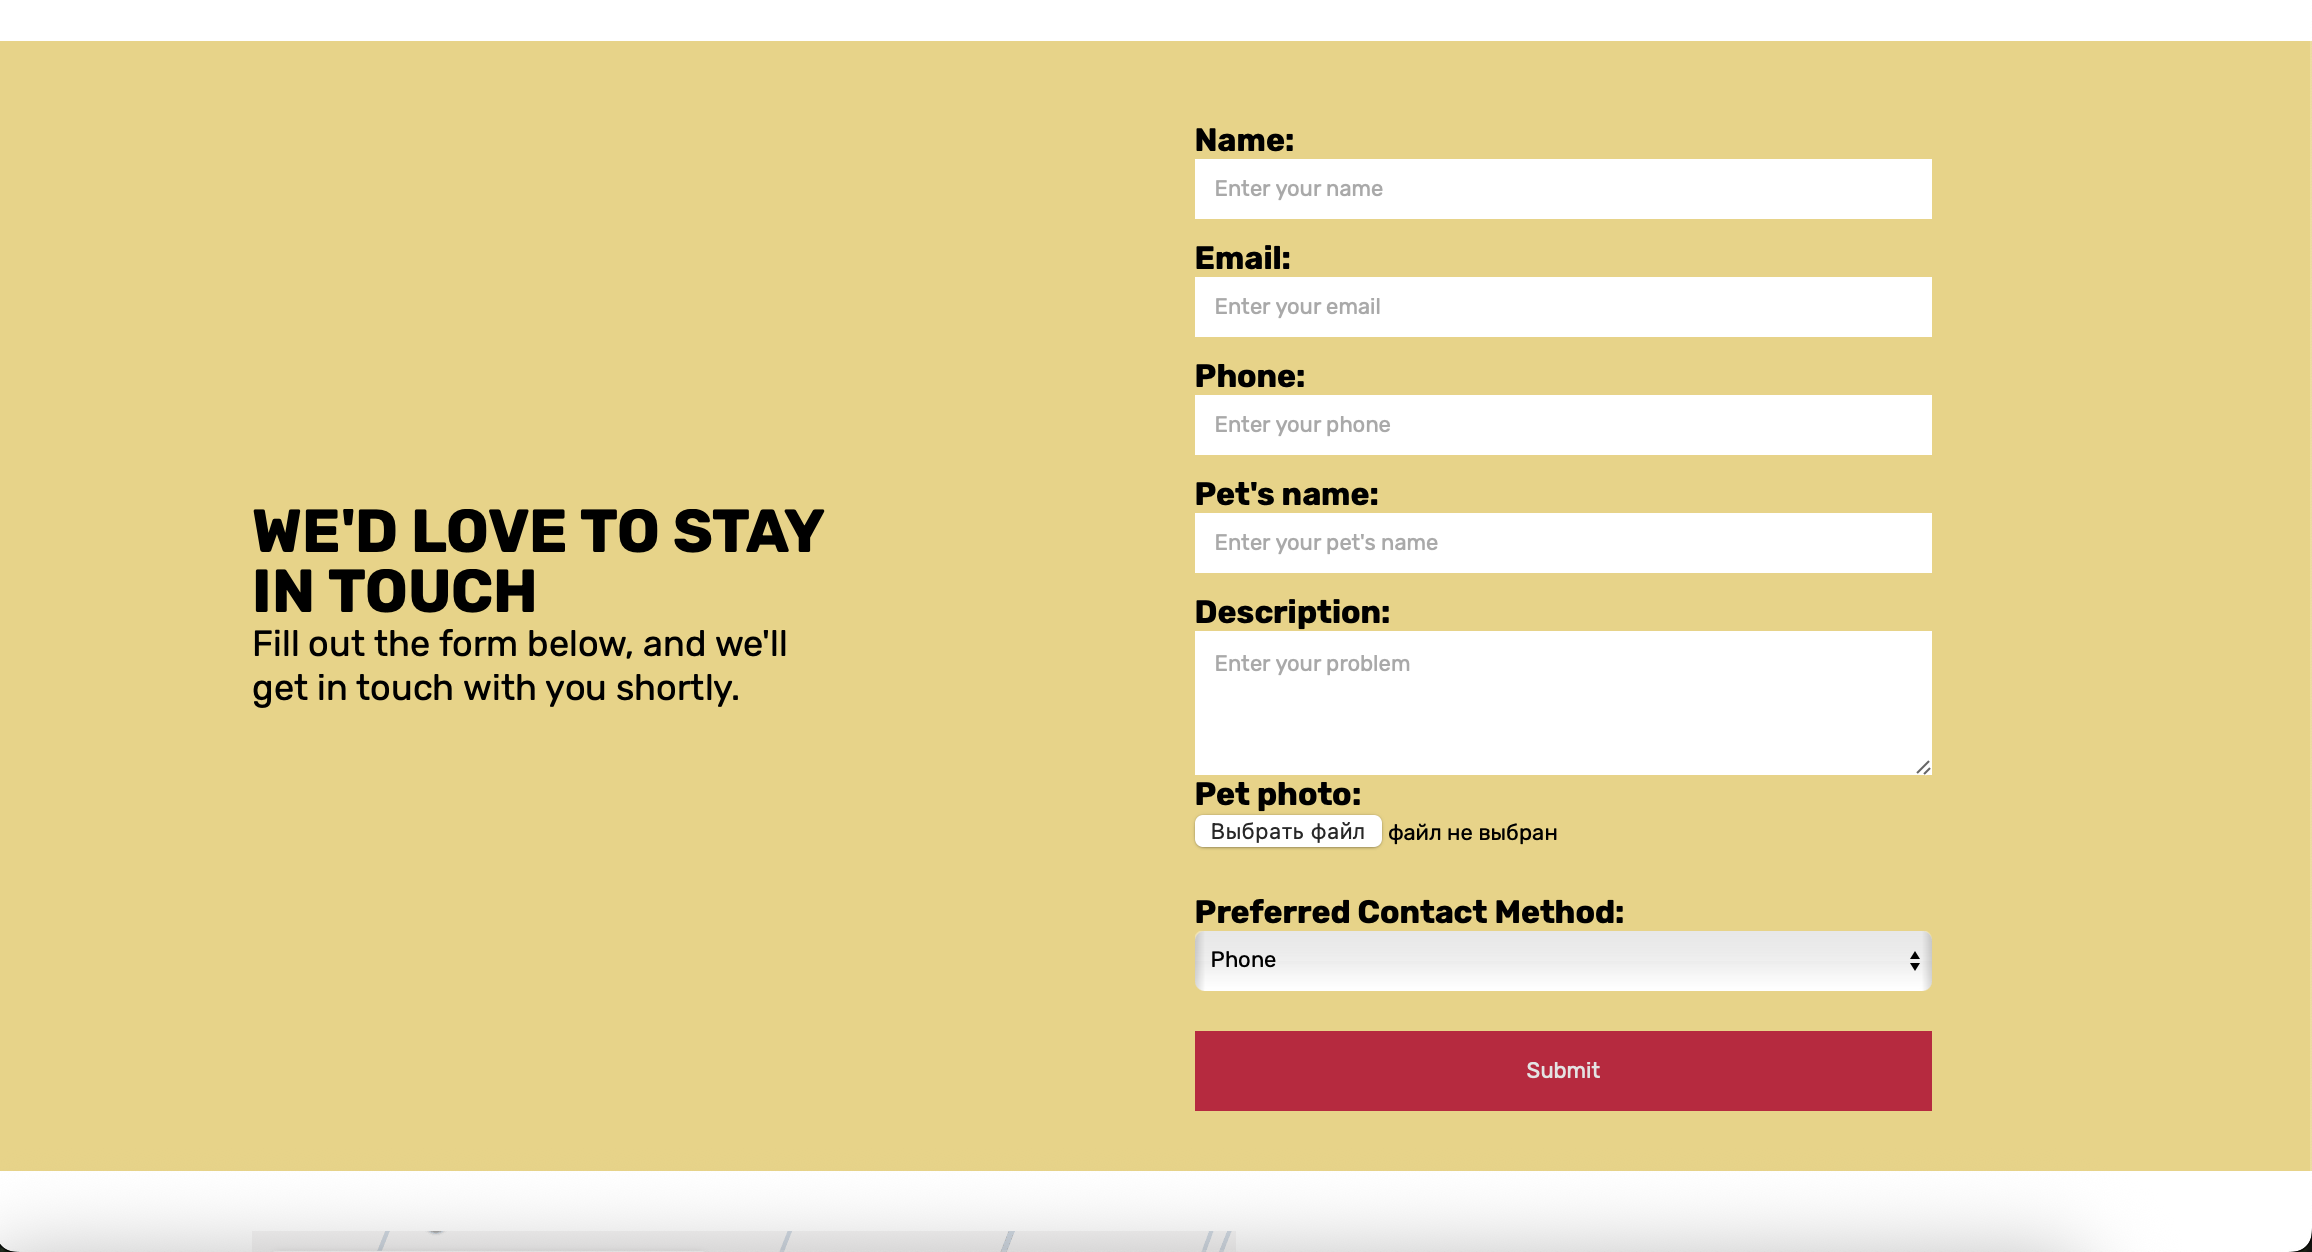 WE'D LOVE TO STAY
IN TOUCH
Fill out the form below, and we'll
get in touch with you shortly.
Name:
Enter your name
Email:
Enter your email
Phone:
Enter your phone
Pet's name:
Enter your pet's name
Description:
Enter your problem
Pet photo:
Выбрать файл файл не выбран
Preferred Contact Method:
Phone
Submit